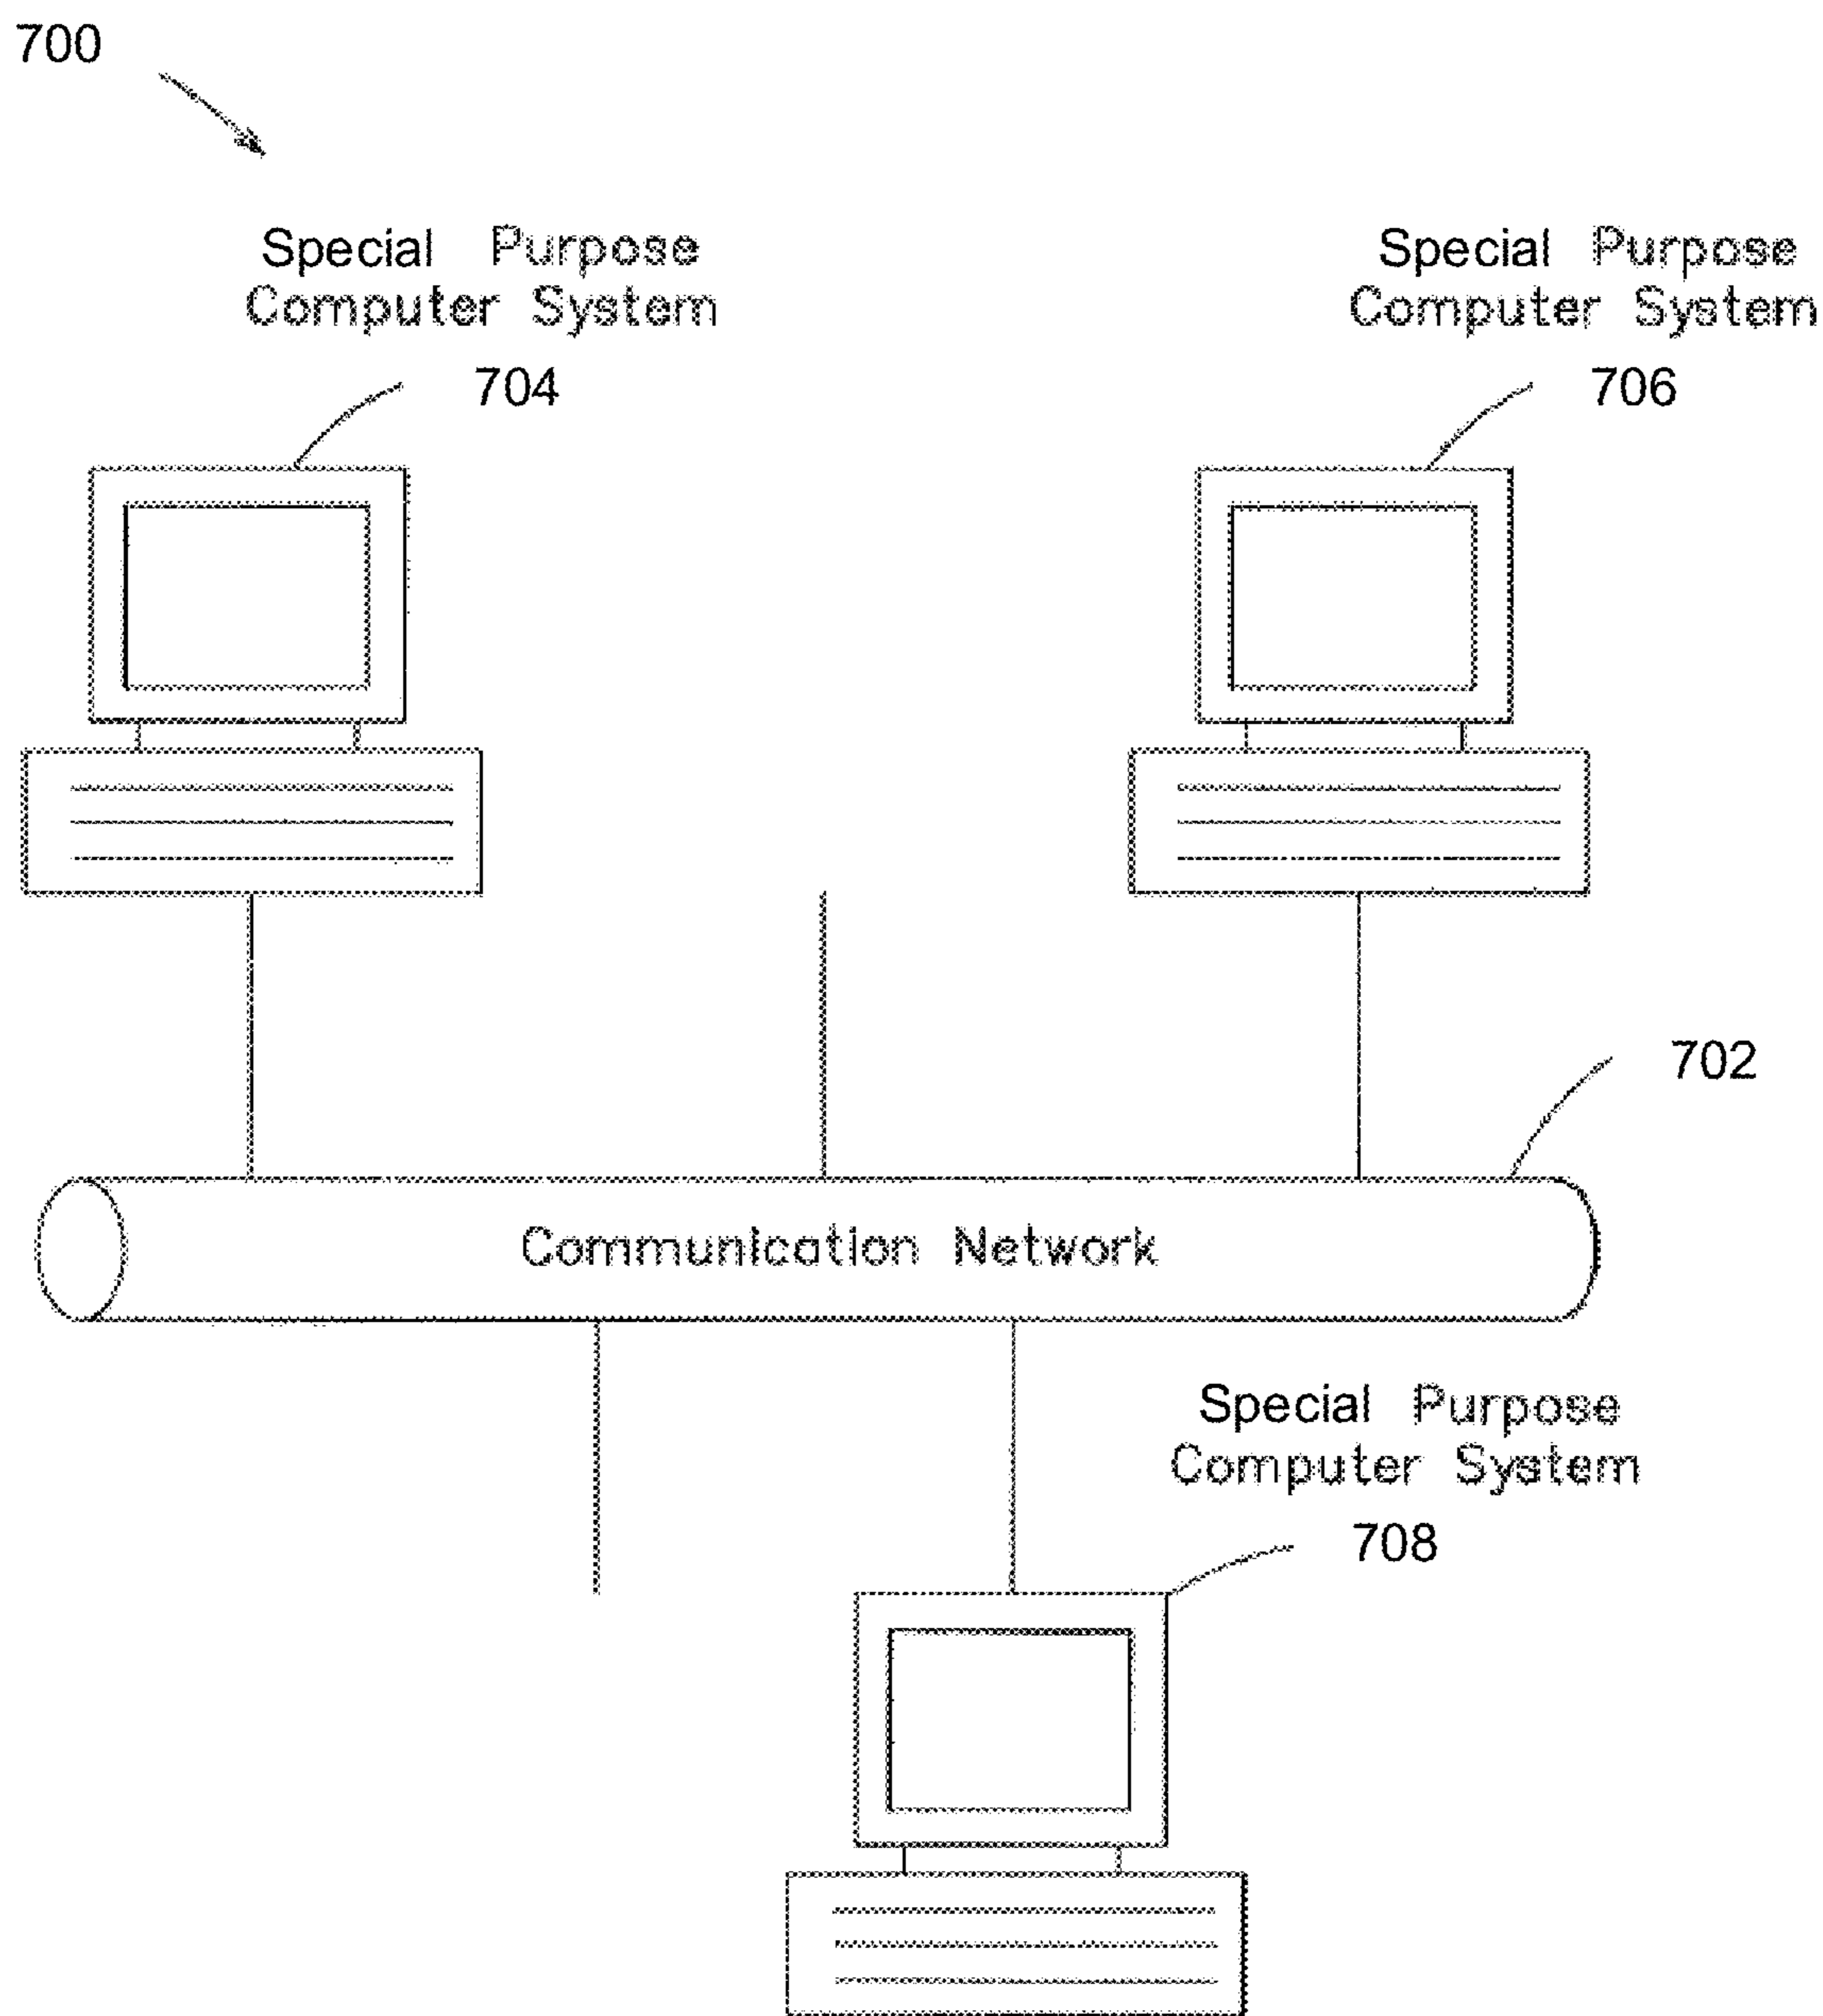 700
Special Purpose
Computer System
704
Special Purpose
Computer System
706
702
Communication Network
Special Purpose
Computer System
708